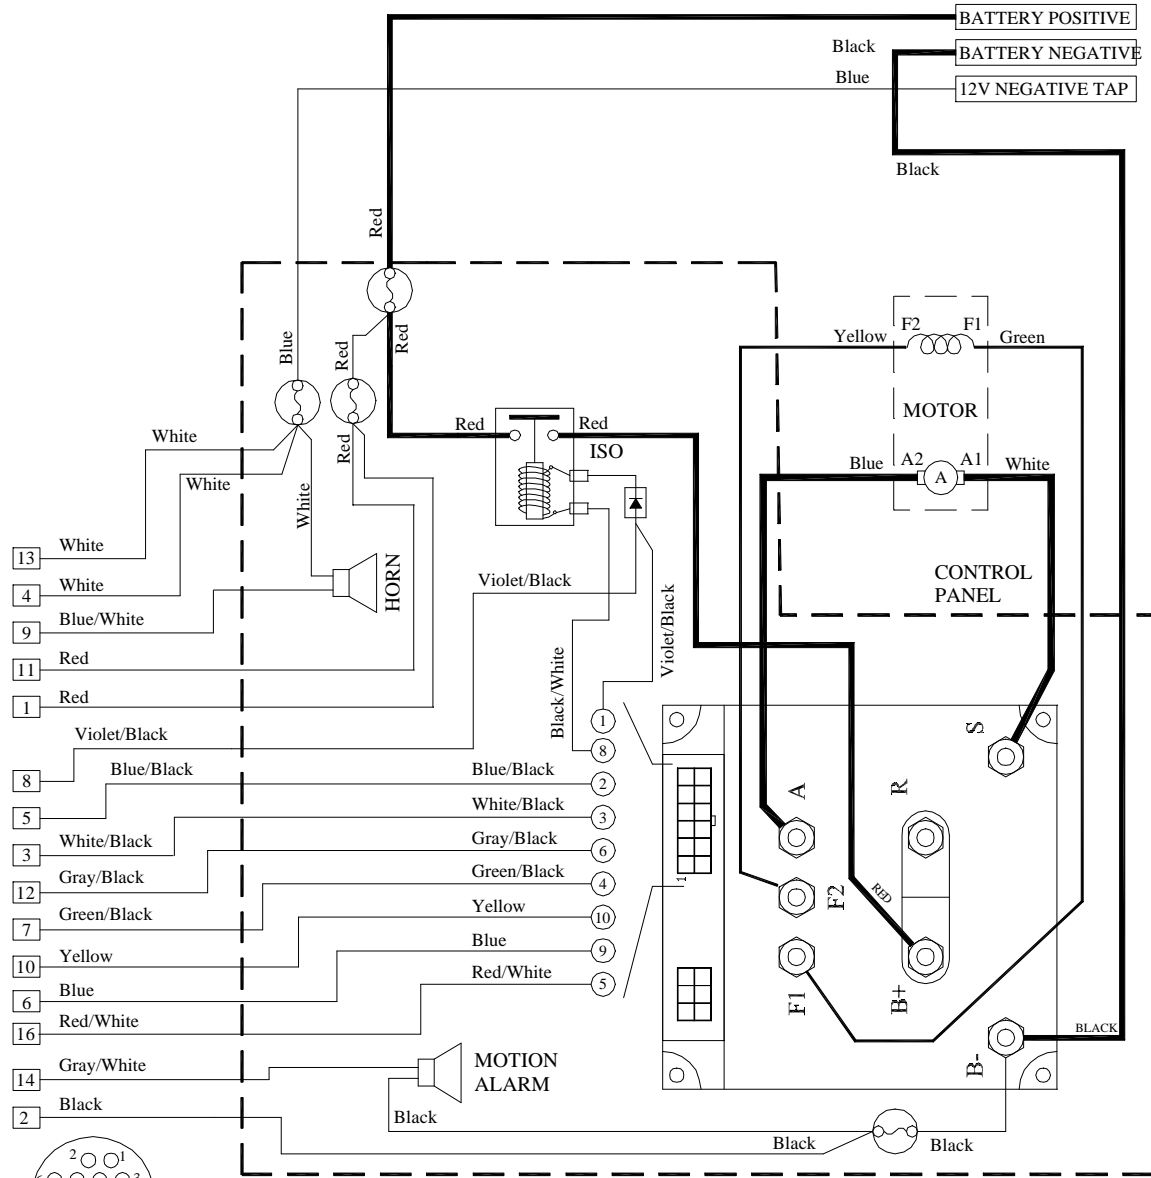 BATTERY POSITIVE
Black
BATTERY NEGATIVE
Blue
12V NEGATIVE TAP
Black
Red
Blue
Red
Red
Yellow
F2
F1
Green
MOTOR
Blue
A2
A1
White
A
White
White
White
Red
Red
Red
ISO
HORN
CONTROL
PANEL
13
White
4
White
9
Blue/White
11
Red
1
Red
Violet/Black
Violet/Black
Black/White
8
Violet/Black
5
Blue/Black
3
White/Black
12
Gray/Black
7
Green/Black
10
Yellow
6
Blue
16
Red/White
14
Gray/White
2
Black
1
8
Blue/Black
2
White/Black
3
Gray/Black
6
Green/Black
4
Yellow
10
Blue
9
Red/White
5
1
S
A
R
F2
RED
F1
B+
B-
BLACK
MOTION
ALARM
Black
Black
Black
2
1
6
3